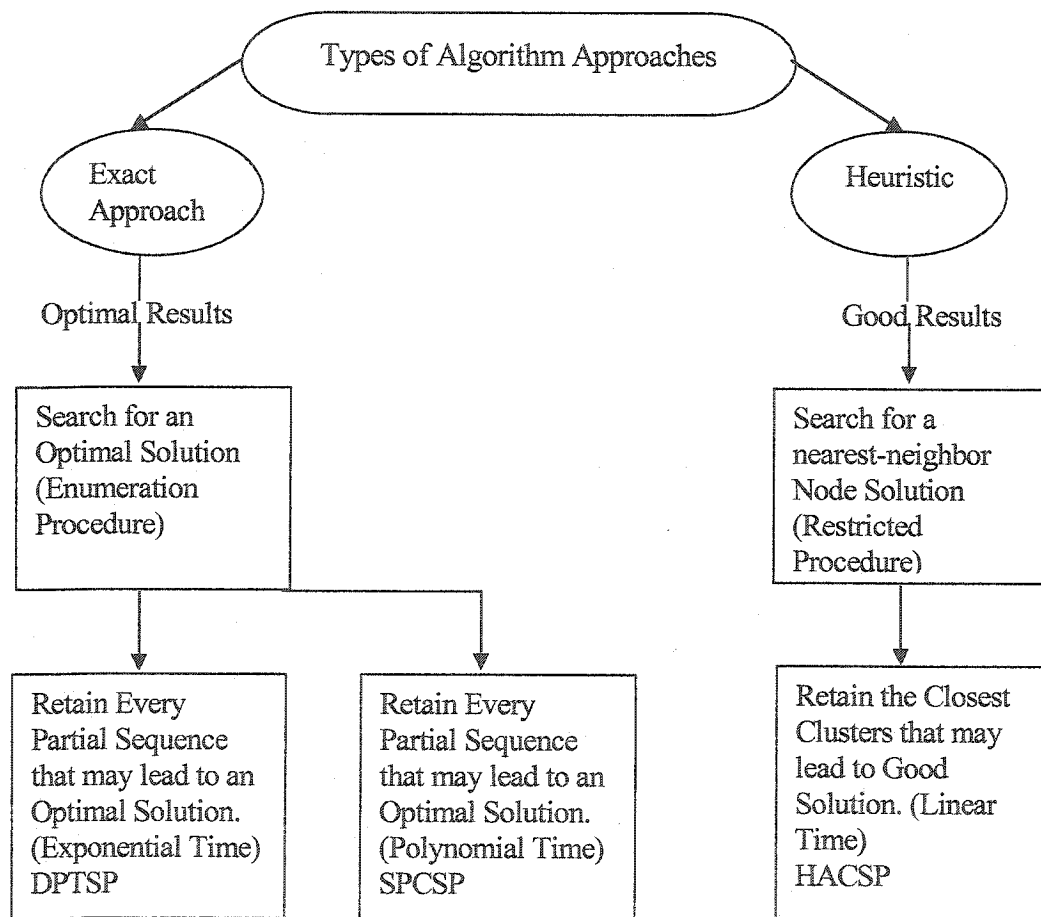 Types of Algorithm Approaches
Exact
Approach
Heuristic
Optimal Results
Good Results
Search for an
Optimal Solution
(Enumeration
Procedure)
Search for a
nearest-neighbor
Node Solution
(Restricted
Procedure)
Retain Every
Partial Sequence
that may lead to an
Optimal Solution.
(Exponential Time)
DPTSP
Retain Every
Partial Sequence
that may lead to an
Optimal Solution.
(Polynomial Time)
SPCSP
Retain the Closest
Clusters that may
lead to Good
Solution. (Linear
Time)
HACSP